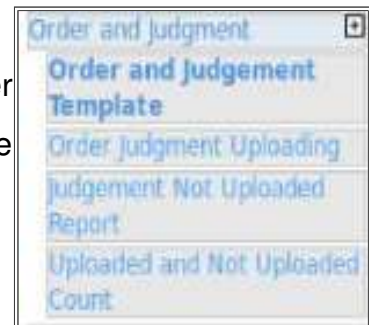 Order and Judgment
er
Order and Judgement
Template
e
Order Judgment Uploading
Judgement Not Uploaded
Report
Uploaded and Not Uploaded
Count